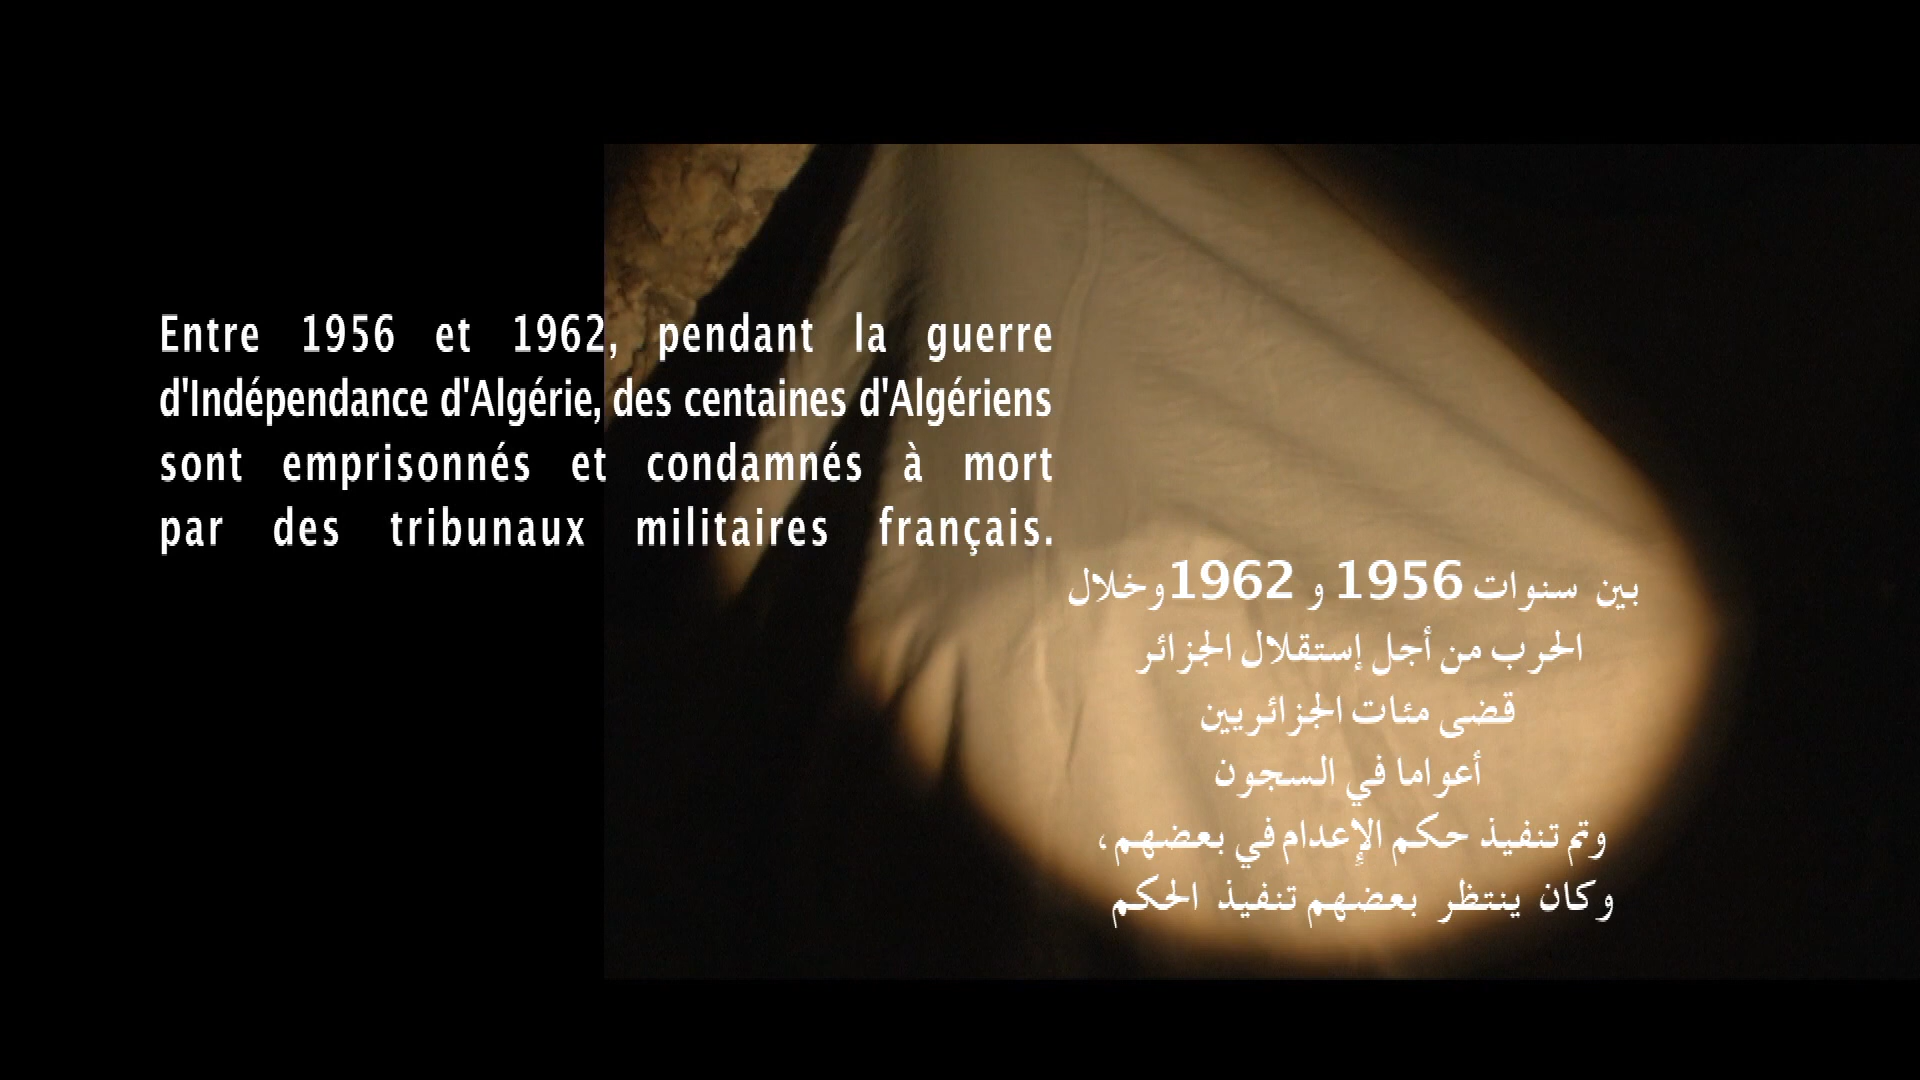 Entre 1956 et 1962, pendant la guerre
d'Indépendance d'Algérie, des centaines d'Algériens
sont emprisonnés et condamnés à mort
par des tribunaux militaires français.
بين سنوات 1956 و 1962وخلال
الحرب من أجل إستقلال الجزائر
قضى مئات الجزائريين
أعواما في السجون
وتم تنفيذ حكم الإعدام في بعضهم،
وكان ينتظر بعضهم تنفيذ الحكم